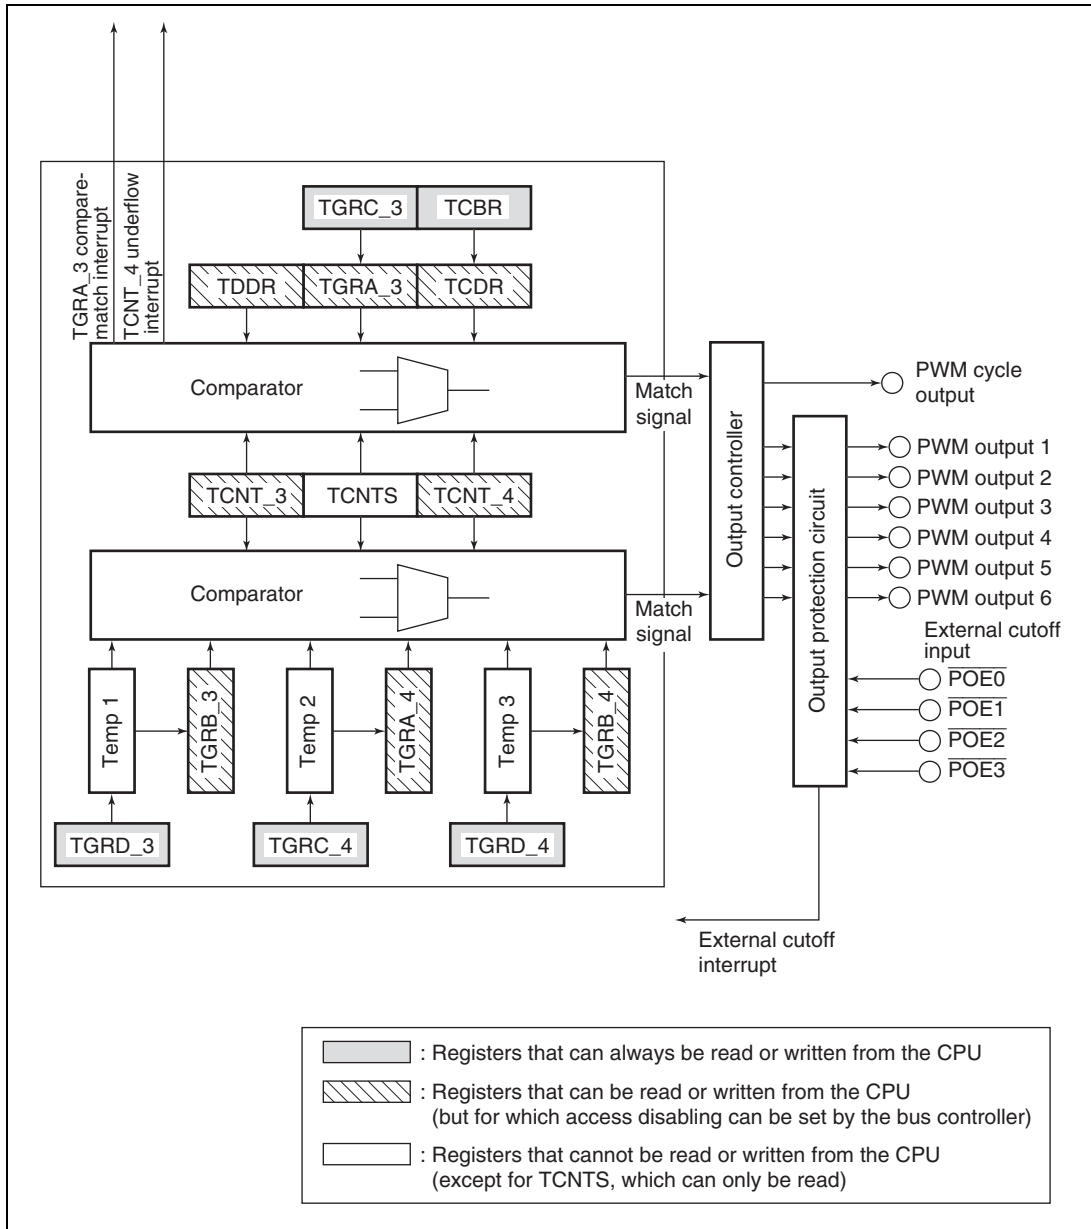 TGRA_3 compare-
match interrupt
TCNT_4 underflow
interrupt
TGRC_3
TCBR
TDDR
TGRA_3
TCDR
Comparator
Match
signal
Output controller
PWM cycle
output
TCNT_3
TCNTS
TCNT_4
Output protection circuit
PWM output 1
PWM output 2
PWM output 3
PWM output 4
PWM output 5
PWM output 6
Comparator
Match
signal
External cutoff
input
P̅O̅E̅0̅
P̅O̅E̅1̅
P̅O̅E̅2̅
P̅O̅E̅3̅
Temp 1
TGRB_3
Temp 2
TGRA_4
Temp 3
TGRB_4
TGRD_3
TGRC_4
TGRD_4
External cutoff
interrupt
: Registers that can always be read or written from the CPU
: Registers that can be read or written from the CPU
(but for which access disabling can be set by the bus controller)
: Registers that cannot be read or written from the CPU
(except for TCNTS, which can only be read)